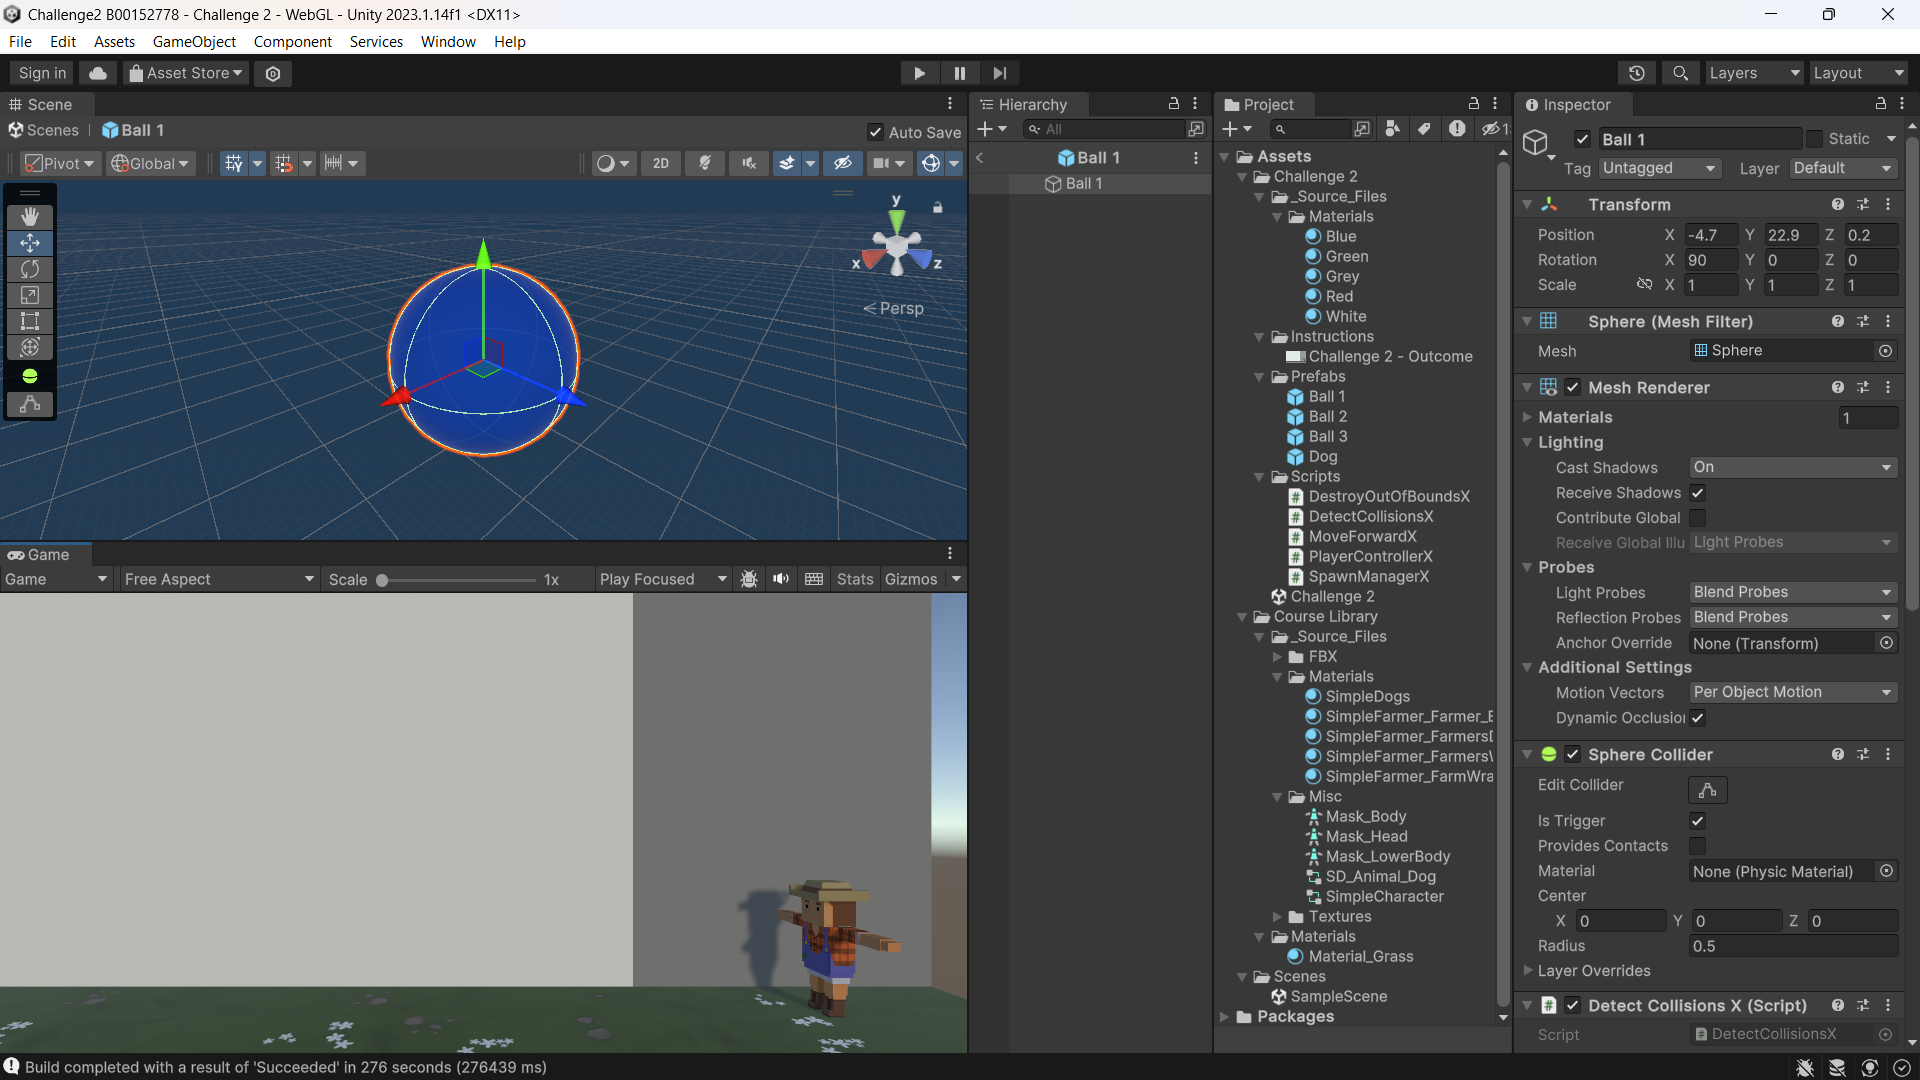 Challenge2 B00152778 - Challenge 2 - WebGL - Unity 2023.1.14f1 <DX11>
File Edit Assets GameObject Component Services Window Help
Sign in Asset Store Layers Layout
Scene
Scenes Ball 1 Auto Save
Pivot Global 2D
y
x z
Persp
Game
Game Free Aspect Scale 1x Play Focused Stats Gizmos
Hierarchy
All
Ball 1
Ball 1
Project
1
Assets
Challenge 2
_Source_Files
Materials
Blue
Green
Grey
Red
White
Instructions
Challenge 2 - Outcome
Prefabs
Ball 1
Ball 2
Ball 3
Dog
Scripts
DestroyOutOfBoundsX
DetectCollisionsX
MoveForwardX
PlayerControllerX
SpawnManagerX
Challenge 2
Course Library
_Source_Files
FBX
Materials
SimpleDogs
SimpleFarmer_Farmer_E
SimpleFarmer_Farmers
SimpleFarmer_Farmers
SimpleFarmer_FarmWra
Misc
Mask_Body
Mask_Head
Mask_LowerBody
SD_Animal_Dog
SimpleCharacter
Textures
Materials
Material_Grass
Scenes
SampleScene
Packages
Inspector
Ball 1 Static
Tag Untagged Layer Default
Transform
Position X -4.7 Y 22.9 Z 0.2
Rotation X 90 Y 0 Z 0
Scale X 1 Y 1 Z 1
Sphere (Mesh Filter)
Mesh Sphere
Mesh Renderer
Materials 1
Lighting
Cast Shadows On
Receive Shadows
Contribute Global
Receive Global Illu Light Probes
Probes
Light Probes Blend Probes
Reflection Probes Blend Probes
Anchor Override None (Transform)
Additional Settings
Motion Vectors Per Object Motion
Dynamic Occlusion
Sphere Collider
Edit Collider
Is Trigger
Provides Contacts
Material None (Physic Material)
Center
X 0 Y 0 Z 0
Radius 0.5
Layer Overrides
Detect Collisions X (Script)
Script DetectCollisionsX
Build completed with a result of 'Succeeded' in 276 seconds (276439 ms)